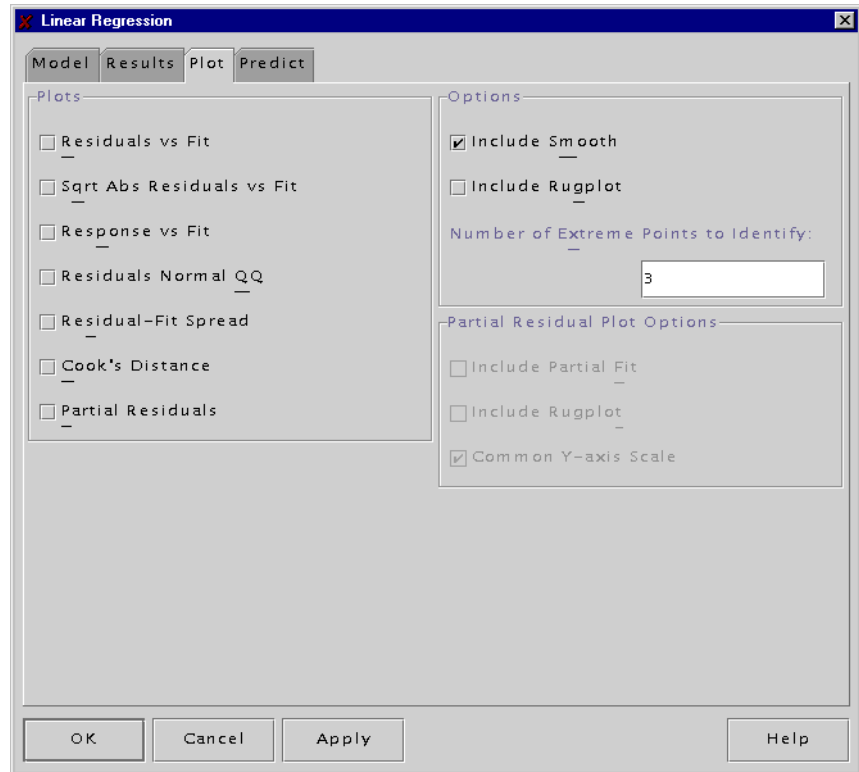 Linear Regression
Model Results Plot Predict
Plots
Residuals vs Fit
Sqrt Abs Residuals vs Fit
Response vs Fit
Residuals Normal QQ
Residual-Fit Spread
Cook's Distance
Partial Residuals
Options
Include Smooth
Include Rugplot
Number of Extreme Points to Identify:
3
Partial Residual Plot Options
Include Partial Fit
Include Rugplot
Common Y-axis Scale
OK Cancel Apply Help